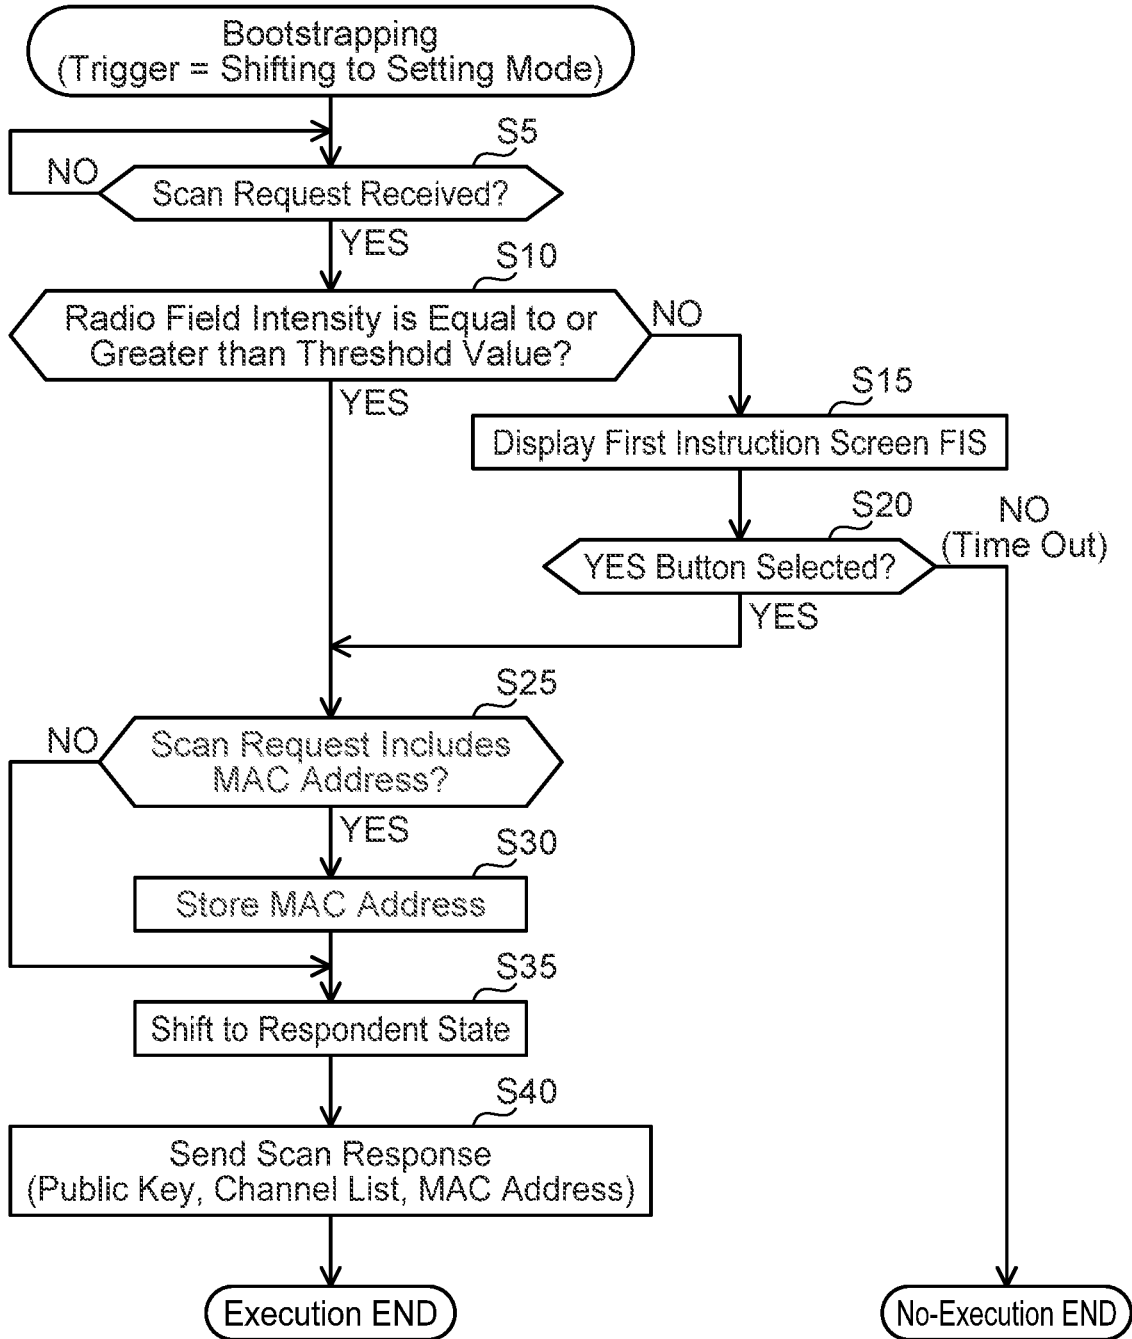 Bootstrapping
(Trigger = Shifting to Setting Mode)
S5
NO
Scan Request Received?
YES
S10
Radio Field Intensity is Equal to or
Greater than Threshold Value?
NO
YES
S15
Display First Instruction Screen FIS
S20
NO
(Time Out)
YES Button Selected?
YES
S25
NO
Scan Request Includes
MAC Address?
YES
S30
Store MAC Address
S35
Shift to Respondent State
S40
Send Scan Response
(Public Key, Channel List, MAC Address)
Execution END
No-Execution END